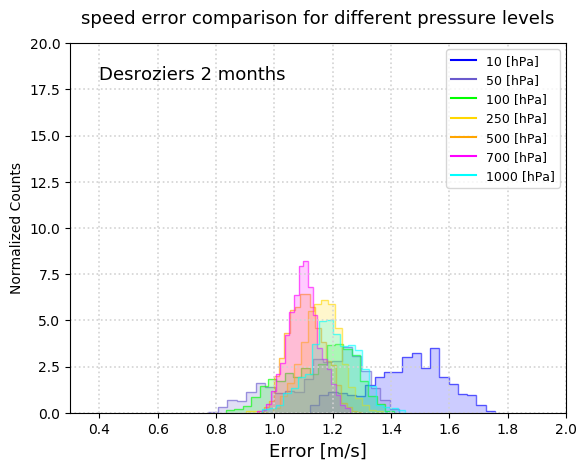 speed error comparison for different pressure levels
20.0
17.5
15.0
12.5
10.0
7.5
5.0
2.5
0.0
Normalized Counts
Desroziers 2 months
10 [hPa]
50 [hPa]
100 [hPa]
250 [hPa]
500 [hPa]
700 [hPa]
1000 [hPa]
0.4 0.6 0.8 1.0 1.2 1.4 1.6 1.8 2.0
Error [m/s]